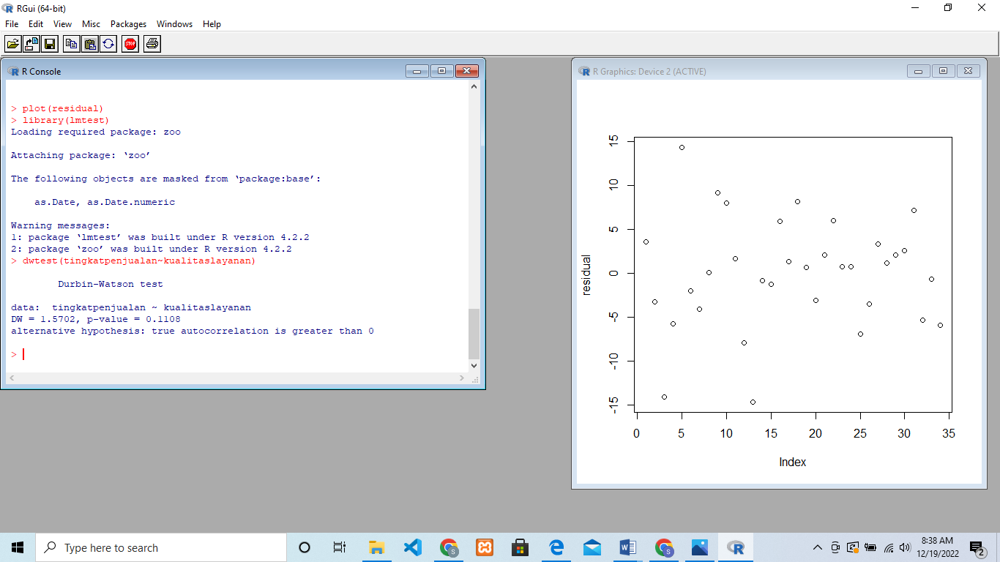 RGui (64-bit)
File Edit View Misc Packages Windows Help
STOP
R Console
> plot(residual)
> library(lmtest)
Loading required package: zoo
Attaching package: ‘zoo’
The following objects are masked from ‘package:base’:
as.Date, as.Date.numeric
Warning messages:
1: package ‘lmtest’ was built under R version 4.2.2
2: package ‘zoo’ was built under R version 4.2.2
> dwtest(tingkatpenjualan~kualitaslayanan)
Durbin-Watson test
data: tingkatpenjualan ~ kualitaslayanan
DW = 1.5702, p-value = 0.1108
alternative hypothesis: true autocorrelation is greater than 0
>
R Graphics: Device 2 (ACTIVE)
15
10
5
0
-5
-10
-15
residual
0 5 10 15 20 25 30 35
Index
Type here to search
8:38 AM
12/19/2022
2